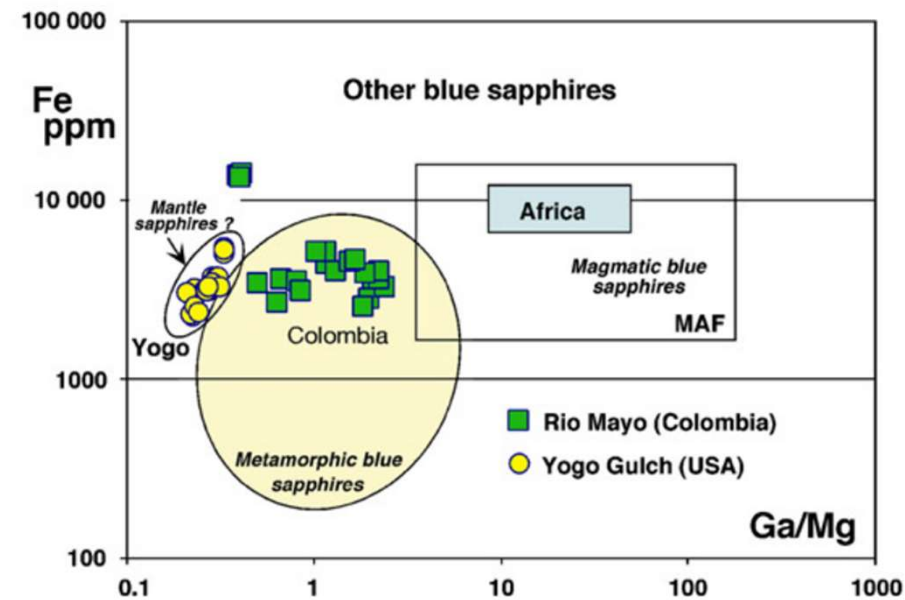 100 000
Other blue sapphires
Fe
ppm
10 000
Mantle
sapphires ?
Africa
Magmatic blue
sapphires
MAF
Colombia
Yogo
1000
Rio Mayo (Colombia)
Metamorphic blue
sapphires
Yogo Gulch (USA)
Ga/Mg
100
0.1
1
10
100
1000